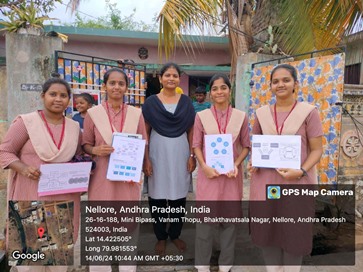 GPS Map Camera
Nellore, Andhra Pradesh, India
26-16-188, Mini Bipass, Vanam Thopu, Bhakthavatsala Nagar, Nellore, Andhra Pradesh
524003, India
Lat 14.422505°
Long 79.981553°
14/06/24 10:44 AM GMT +05:30
Google